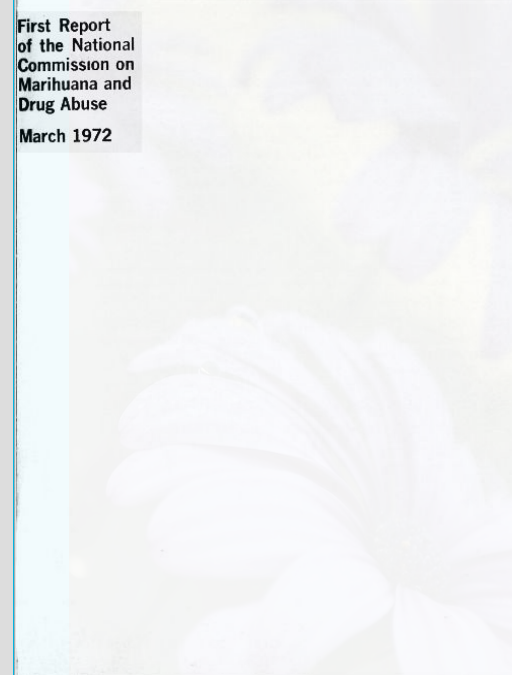 First Report
of the National
Commission on
Marihuana and
Drug Abuse
March 1972